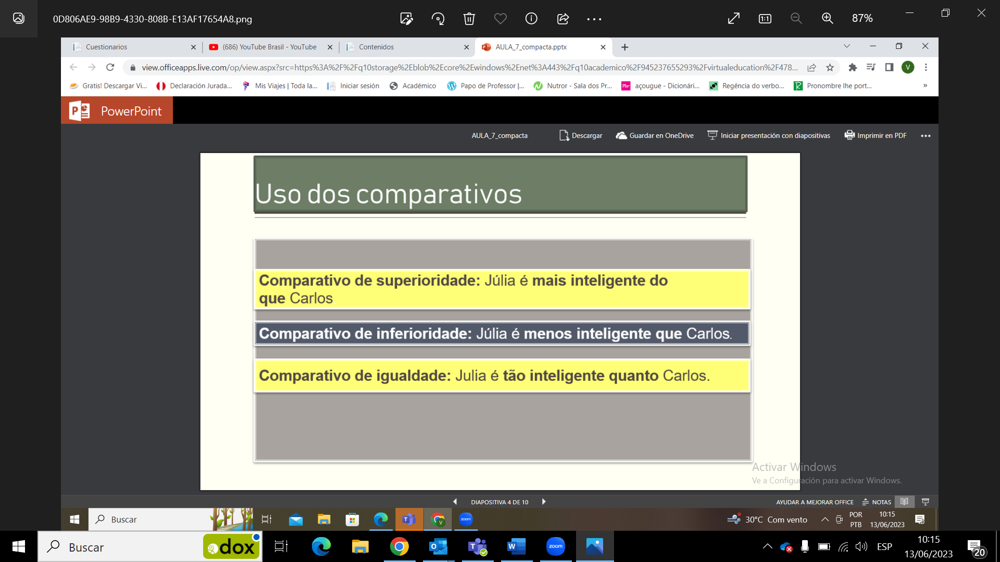 0D806AE9-98B9-4330-808B-E13AF17654A8.png
87%
Cuestionarios
(686) YouTube Brasil - YouTube
Contenidos
AULA_7_compacta.pptx
view.officeapps.live.com/op/view.aspx?src=https%3A%2F%2Fq10storage%2Eblob%2Ecore%2Ewindows%2Enet%3A443%2Fq10academico%2F945237655293%2Fvirtualeducation%2F478...
V
Gratis! Descargar Vi...
Declaración Jurada...
Mis Viajes | Toda la...
Iniciar sesión
Académico
Papo de Professor |...
Nutror - Sala dos Pr...
açougue - Dicionári...
Regência do verbo...
Pronombre lhe port...
PowerPoint
AULA_7_compacta
Descargar
Guardar en OneDrive
Iniciar presentación con diapositivas
Imprimir en PDF
Uso dos comparativos
Comparativo de superioridade: Júlia é mais inteligente do
que Carlos
Comparativo de inferioridade: Júlia é menos inteligente que Carlos.
Comparativo de igualdade: Julia é tão inteligente quanto Carlos.
Activar Windows
Ve a Configuración para activar Windows.
DIAPOSITIVA 4 DE 10
AYUDAR A MEJORAR OFFICE
NOTAS
Buscar
zoom
30°C Com vento
POR
PTB
10:15
13/06/2023
Buscar
dox
zoom
ESP
10:15
13/06/2023
20